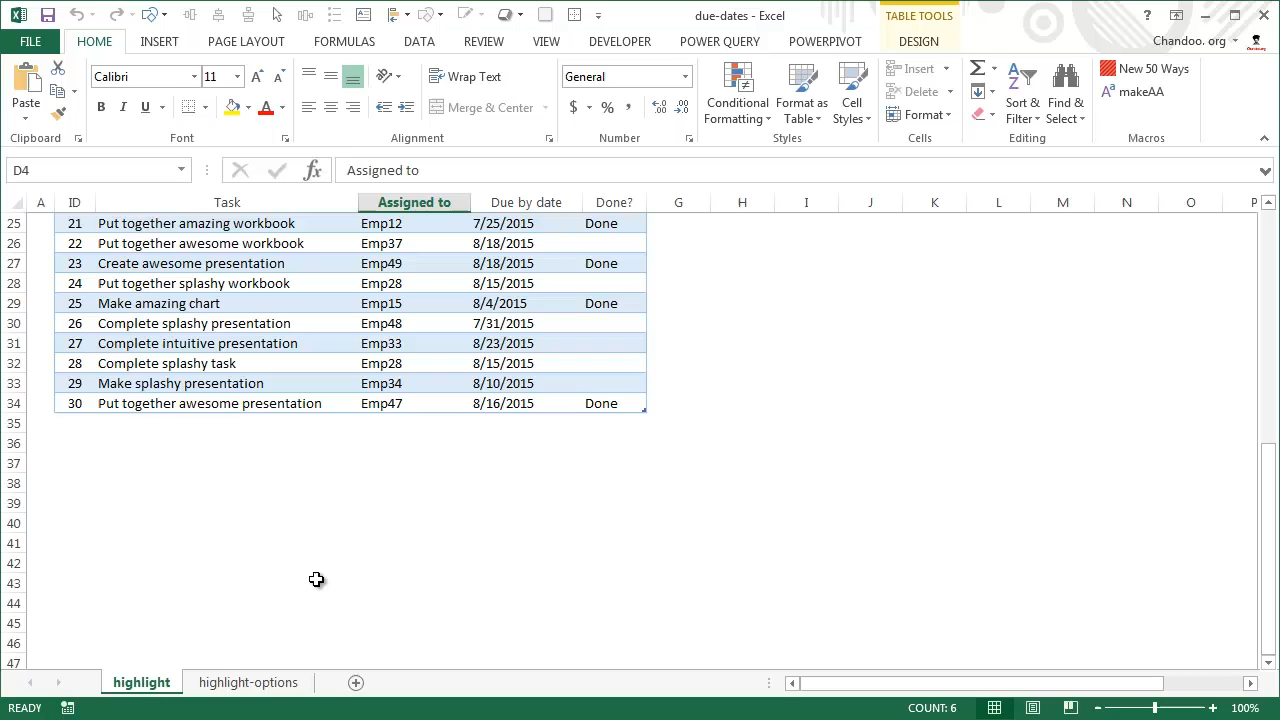 due-dates - Excel
TABLE TOOLS
FILE HOME INSERT PAGE LAYOUT FORMULAS DATA REVIEW VIEW DEVELOPER POWERQUERY POWERPIVOT DESIGN
Chandoo. org
Paste
Calibri 11
Wrap Text
Merge & Center
General
Conditional Formatting
Format as Table
Cell Styles
Insert
Delete
Format
Sort & Filter
Find & Select
New 50 Ways
makeAA
Clipboard Font Alignment Number Styles Cells Editing Macros
D4 fx Assigned to
A ID Task Assigned to Due by date Done? G H I J K L M N O P
25 21 Put together amazing workbook Emp12 7/25/2015 Done
26 22 Put together awesome workbook Emp37 8/18/2015
27 23 Create awesome presentation Emp49 8/18/2015 Done
28 24 Put together splashy workbook Emp28 8/15/2015
29 25 Make amazing chart Emp15 8/4/2015 Done
30 26 Complete splashy presentation Emp48 7/31/2015
31 27 Complete intuitive presentation Emp33 8/23/2015
32 28 Complete splashy task Emp28 8/15/2015
33 29 Make splashy presentation Emp34 8/10/2015
34 30 Put together awesome presentation Emp47 8/16/2015 Done
35
36
37
38
39
40
41
42
43
44
45
46
47
highlight highlight-options
READY COUNT: 6 100%